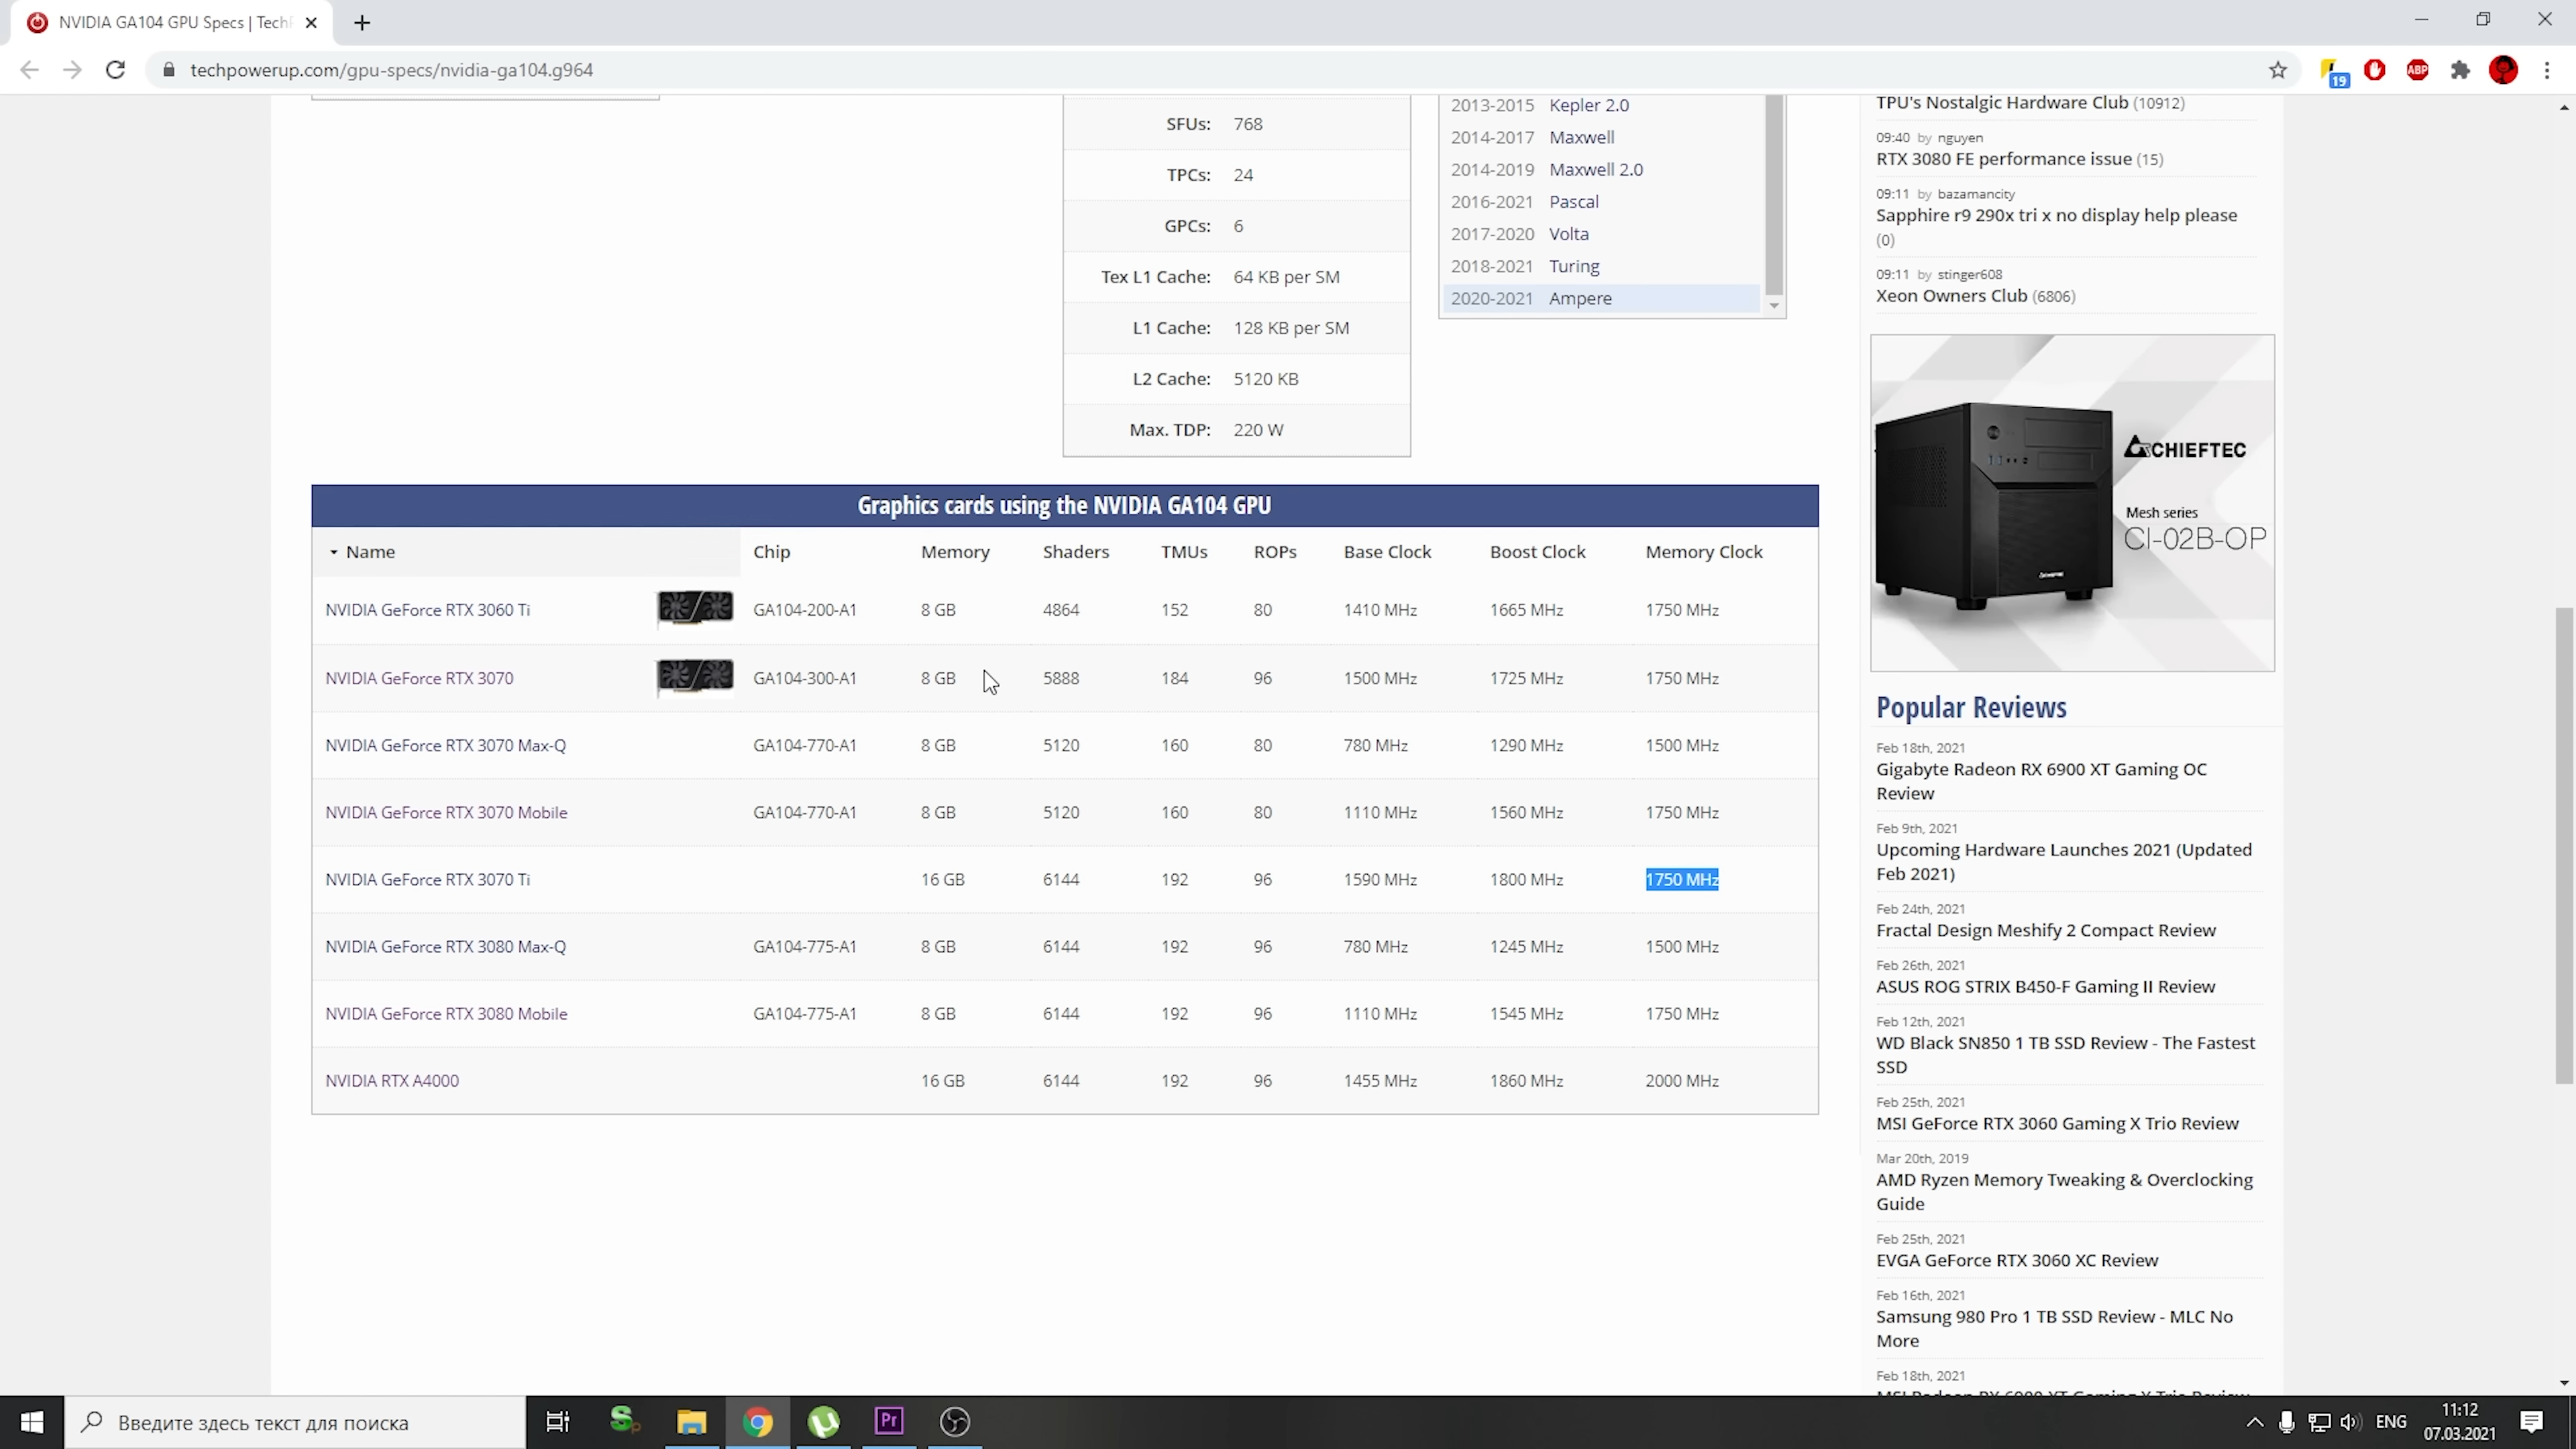 NVIDIA GA104 GPU Specs | Tech
techpowerup.com/gpu-specs/nvidia-ga104.g964
19
ABP
SFUs: 768
TPCs: 24
GPCs: 6
Tex L1 Cache: 64 KB per SM
L1 Cache: 128 KB per SM
L2 Cache: 5120 KB
Max. TDP: 220 W
2013-2015 Kepler 2.0
2014-2017 Maxwell
2014-2019 Maxwell 2.0
2016-2021 Pascal
2017-2020 Volta
2018-2021 Turing
2020-2021 Ampere
Graphics cards using the NVIDIA GA104 GPU
Name Chip Memory Shaders TMUs ROPs Base Clock Boost Clock Memory Clock
NVIDIA GeForce RTX 3060 Ti GA104-200-A1 8 GB 4864 152 80 1410 MHz 1665 MHz 1750 MHz
NVIDIA GeForce RTX 3070 GA104-300-A1 8 GB 5888 184 96 1500 MHz 1725 MHz 1750 MHz
NVIDIA GeForce RTX 3070 Max-Q GA104-770-A1 8 GB 5120 160 80 780 MHz 1290 MHz 1500 MHz
NVIDIA GeForce RTX 3070 Mobile GA104-770-A1 8 GB 5120 160 80 1110 MHz 1560 MHz 1750 MHz
NVIDIA GeForce RTX 3070 Ti 16 GB 6144 192 96 1590 MHz 1800 MHz 1750 MHz
NVIDIA GeForce RTX 3080 Max-Q GA104-775-A1 8 GB 6144 192 96 780 MHz 1245 MHz 1500 MHz
NVIDIA GeForce RTX 3080 Mobile GA104-775-A1 8 GB 6144 192 96 1110 MHz 1545 MHz 1750 MHz
NVIDIA RTX A4000 16 GB 6144 192 96 1455 MHz 1860 MHz 2000 MHz
TPU's Nostalgic Hardware Club (10912)
09:40 by nguyen
RTX 3080 FE performance issue (15)
09:11 by bazamancity
Sapphire r9 290x tri x no display help please
(0)
09:11 by stinger608
Xeon Owners Club (6806)
CHIEFTEC
Mesh series
CI-02B-OP
Popular Reviews
Feb 18th, 2021
Gigabyte Radeon RX 6900 XT Gaming OC
Review
Feb 9th, 2021
Upcoming Hardware Launches 2021 (Updated
Feb 2021)
Feb 24th, 2021
Fractal Design Meshify 2 Compact Review
Feb 26th, 2021
ASUS ROG STRIX B450-F Gaming II Review
Feb 12th, 2021
WD Black SN850 1 TB SSD Review - The Fastest
SSD
Feb 25th, 2021
MSI GeForce RTX 3060 Gaming X Trio Review
Mar 20th, 2019
AMD Ryzen Memory Tweaking & Overclocking
Guide
Feb 25th, 2021
EVGA GeForce RTX 3060 XC Review
Feb 16th, 2021
Samsung 980 Pro 1 TB SSD Review - MLC No
More
Feb 18th, 2021
Введите здесь текст для поиска
Pr
ENG
11:12
07.03.2021